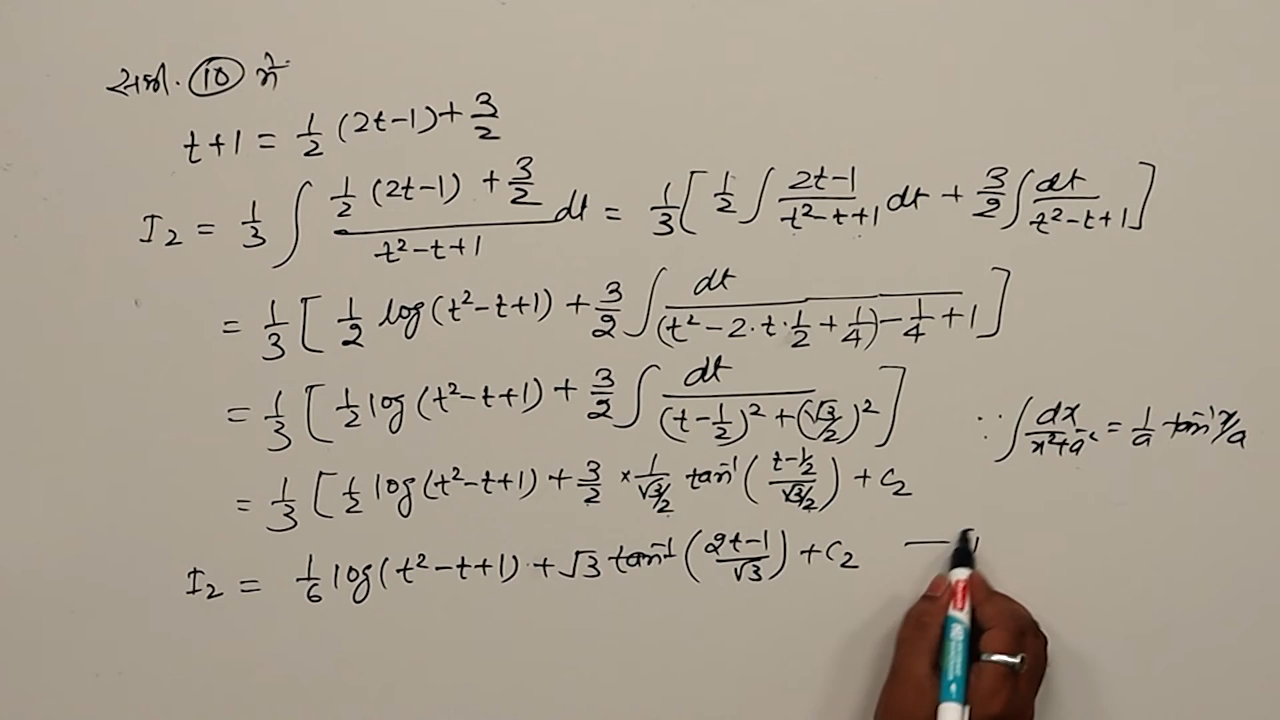 समी. ⑩ में
t+1 = 1/2 (2t-1) + 3/2
I₂ = 1/3 ∫ (1/2 (2t-1) + 3/2)/(t²-t+1) dt = 1/3 [ 1/2 ∫ (2t-1)/(t²-t+1) dt + 3/2 ∫ dt/(t²-t+1) ]
= 1/3 [ 1/2 log(t²-t+1) + 3/2 ∫ dt/((t²-2·t·1/2+1/4)-1/4+1) ]
= 1/3 [ 1/2 log(t²-t+1) + 3/2 ∫ dt/((t-1/2)²+(√3/2)²) ]
∵ ∫ dx/(x²+a²) = 1/a tan⁻¹ x/a
= 1/3 [ 1/2 log(t²-t+1) + 3/2 × 1/(√3/2) tan⁻¹ ((t-1/2)/(√3/2)) + C₂
I₂ = 1/6 log(t²-t+1) + √3 tan⁻¹ ((2t-1)/√3) + C₂ —